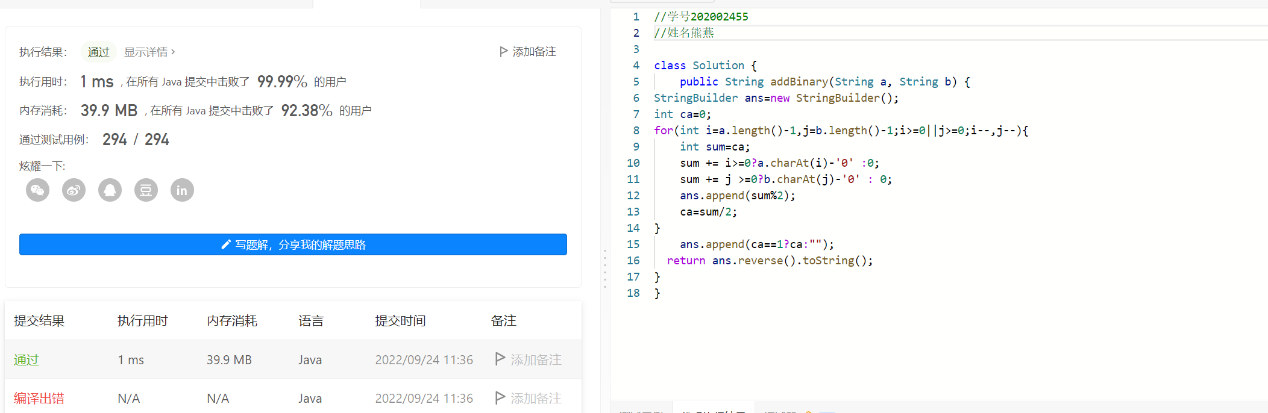 执行结果： 通过 显示详情 ›
添加备注
执行用时： 1 ms ，在所有 Java 提交中击败了 99.99% 的用户
内存消耗： 39.9 MB ，在所有 Java 提交中击败了 92.38% 的用户
通过测试用例： 294 / 294
炫耀一下:
写题解，分享我的解题思路
提交结果 执行用时 内存消耗 语言 提交时间 备注
通过 1 ms 39.9 MB Java 2022/09/24 11:36 添加备注
编译出错 N/A N/A Java 2022/09/24 11:36 添加备注
1 //学号202002455
2 //姓名熊燕
3
4 class Solution {
5     public String addBinary(String a, String b) {
6 StringBuilder ans=new StringBuilder();
7 int ca=0;
8 for(int i=a.length()-1,j=b.length()-1;i>=0||j>=0;i--,j--){
9     int sum=ca;
10     sum += i>=0?a.charAt(i)-'0' :0;
11     sum += j >=0?b.charAt(j)-'0' : 0;
12     ans.append(sum%2);
13     ca=sum/2;
14 }
15     ans.append(ca==1?ca:"");
16   return ans.reverse().toString();
17 }
18 }